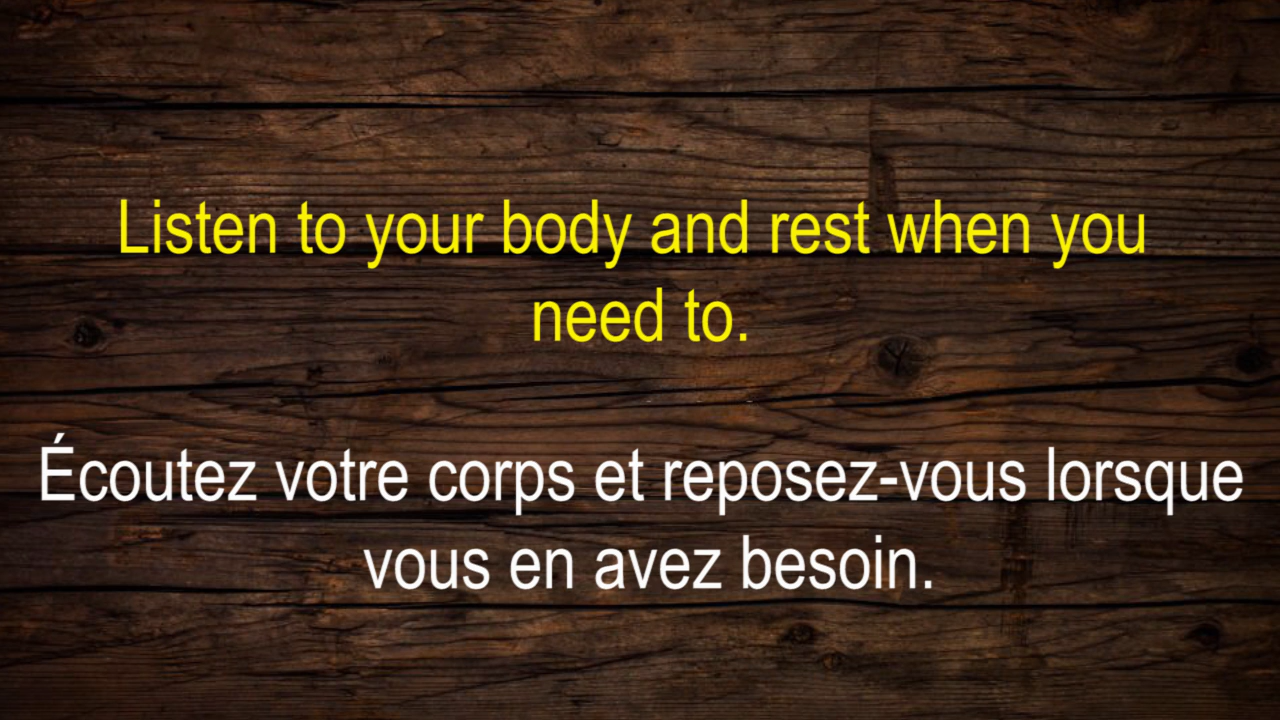 Listen to your body and rest when you
need to.
Écoutez votre corps et reposez-vous lorsque
vous en avez besoin.